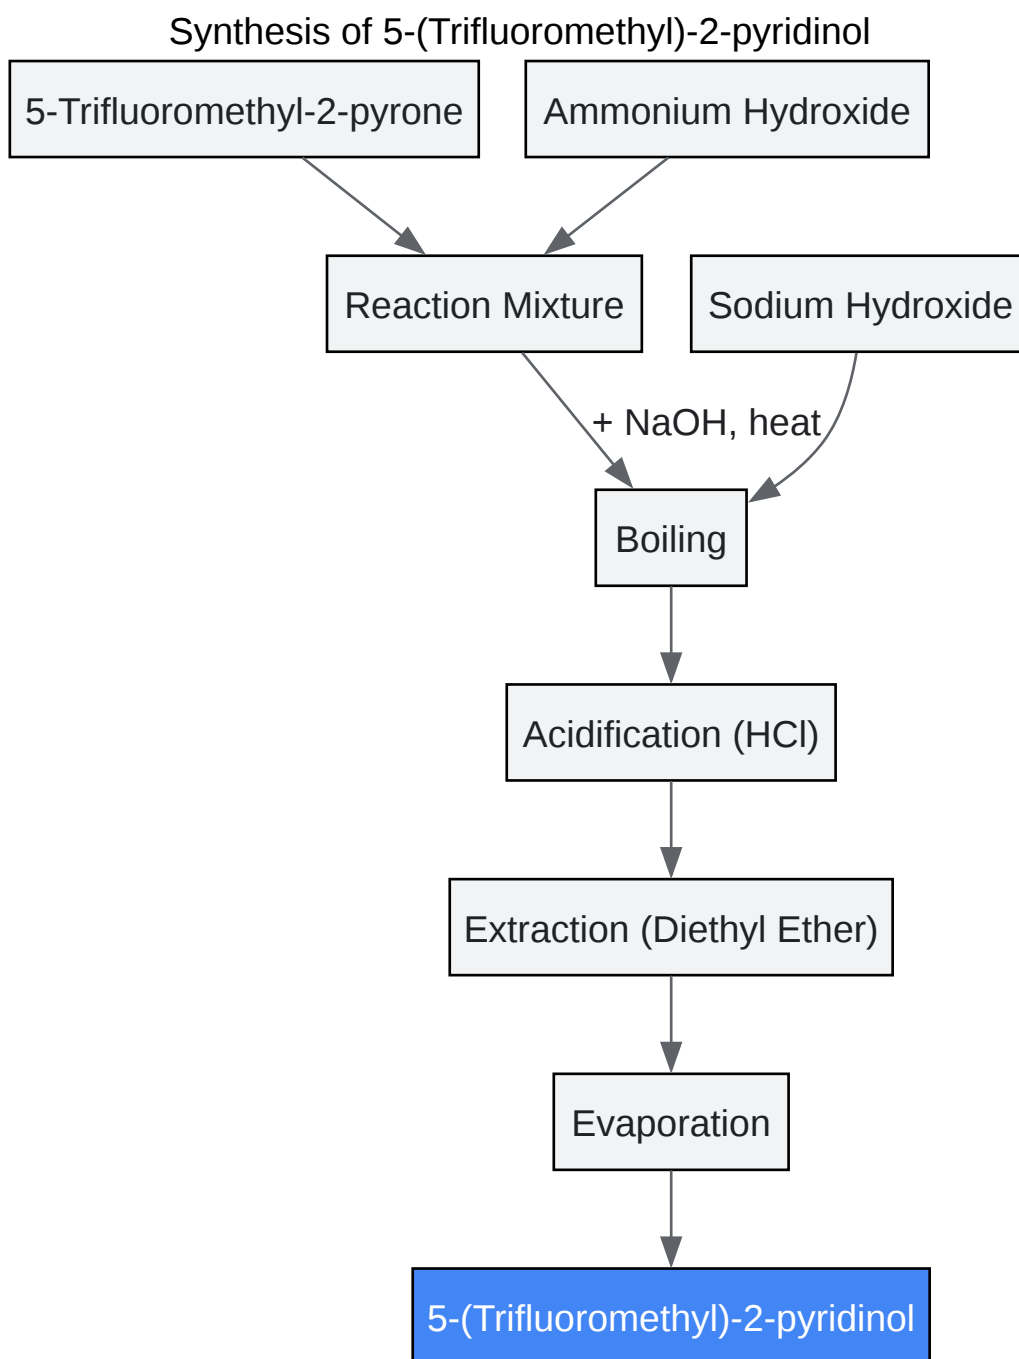 Synthesis of 5-(Trifluoromethyl)-2-pyridinol
5-Trifluoromethyl-2-pyrone
Ammonium Hydroxide
Reaction Mixture
Sodium Hydroxide
+ NaOH, heat
Boiling
Acidification (HCl)
Extraction (Diethyl Ether)
Evaporation
5-(Trifluoromethyl)-2-pyridinol